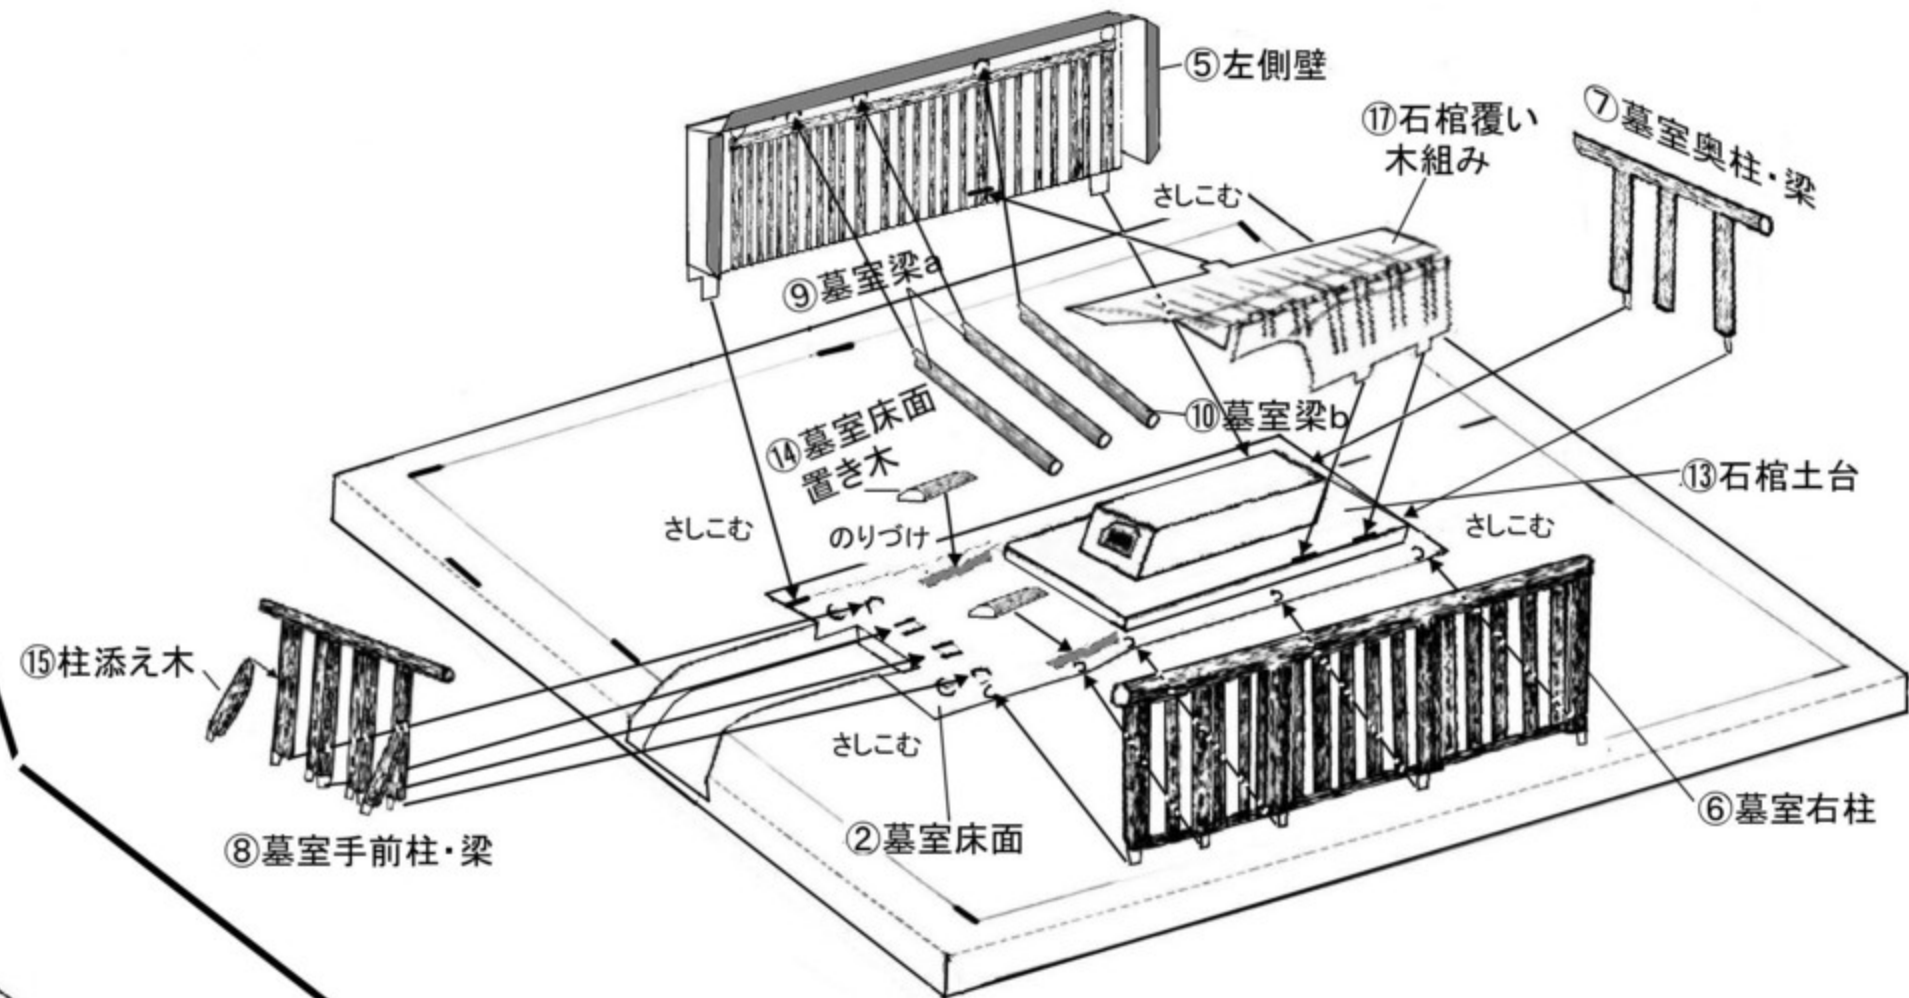 ⑤左側壁
⑰石棺覆い
木組み
⑦墓室奥柱・梁
さしこむ
⑨墓室梁a
⑭墓室床面
置き木
⑩墓室梁b
⑬石棺土台
さしこむ
のりづけ
さしこむ
⑮柱添え木
さしこむ
⑧墓室手前柱・梁
②墓室床面
⑥墓室右柱